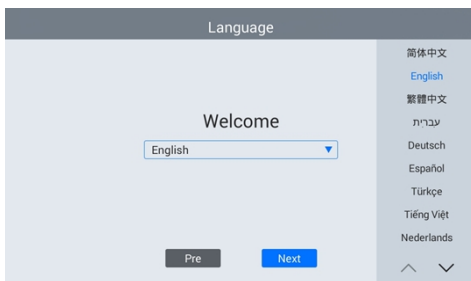 Language
Welcome
English
Pre
Next
简体中文
English
繁體中文
עברית
Deutsch
Español
Türkçe
Tiếng Việt
Nederlands